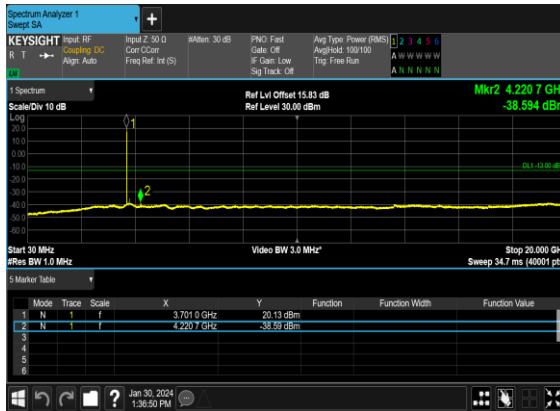 Spectrum Analyzer 1
Swept SA
+
KEYSIGHT
R T
Input: RF
Coupling: DC
Align: Auto
Input Z: 50 Ω
Corr CCorr
Freq Ref: Int (S)
#Atten: 30 dB
PNO: Fast
Gate: Off
IF Gain: Low
Sig Track: Off
Avg Type: Power (RMS)
Avg|Hold: 100/100
Trig: Free Run
1 2 3 4 5 6
A W W W W W
A N N N N N
1 Spectrum
Scale/Div 10 dB
Ref Lvl Offset 15.83 dB
Ref Level 30.00 dBm
Mkr2 4.220 7 GH
-38.594 dBr
Log
20.0
10.0
0.00
-10.0
-20.0
-30.0
-40.0
-50.0
-60.0
1
2
DL1 -13.00 dB
Start 30 MHz
#Res BW 1.0 MHz
Video BW 3.0 MHz*
Stop 20.000 GH
Sweep 34.7 ms (40001 pt
5 Marker Table
Mode Trace Scale X Y Function Function Width Function Value
1 N 1 f 3.701 0 GHz 20.13 dBm
2 N 1 f 4.220 7 GHz -38.59 dBm
3
4
5
6
?
Jan 30, 2024
1:36:50 PM